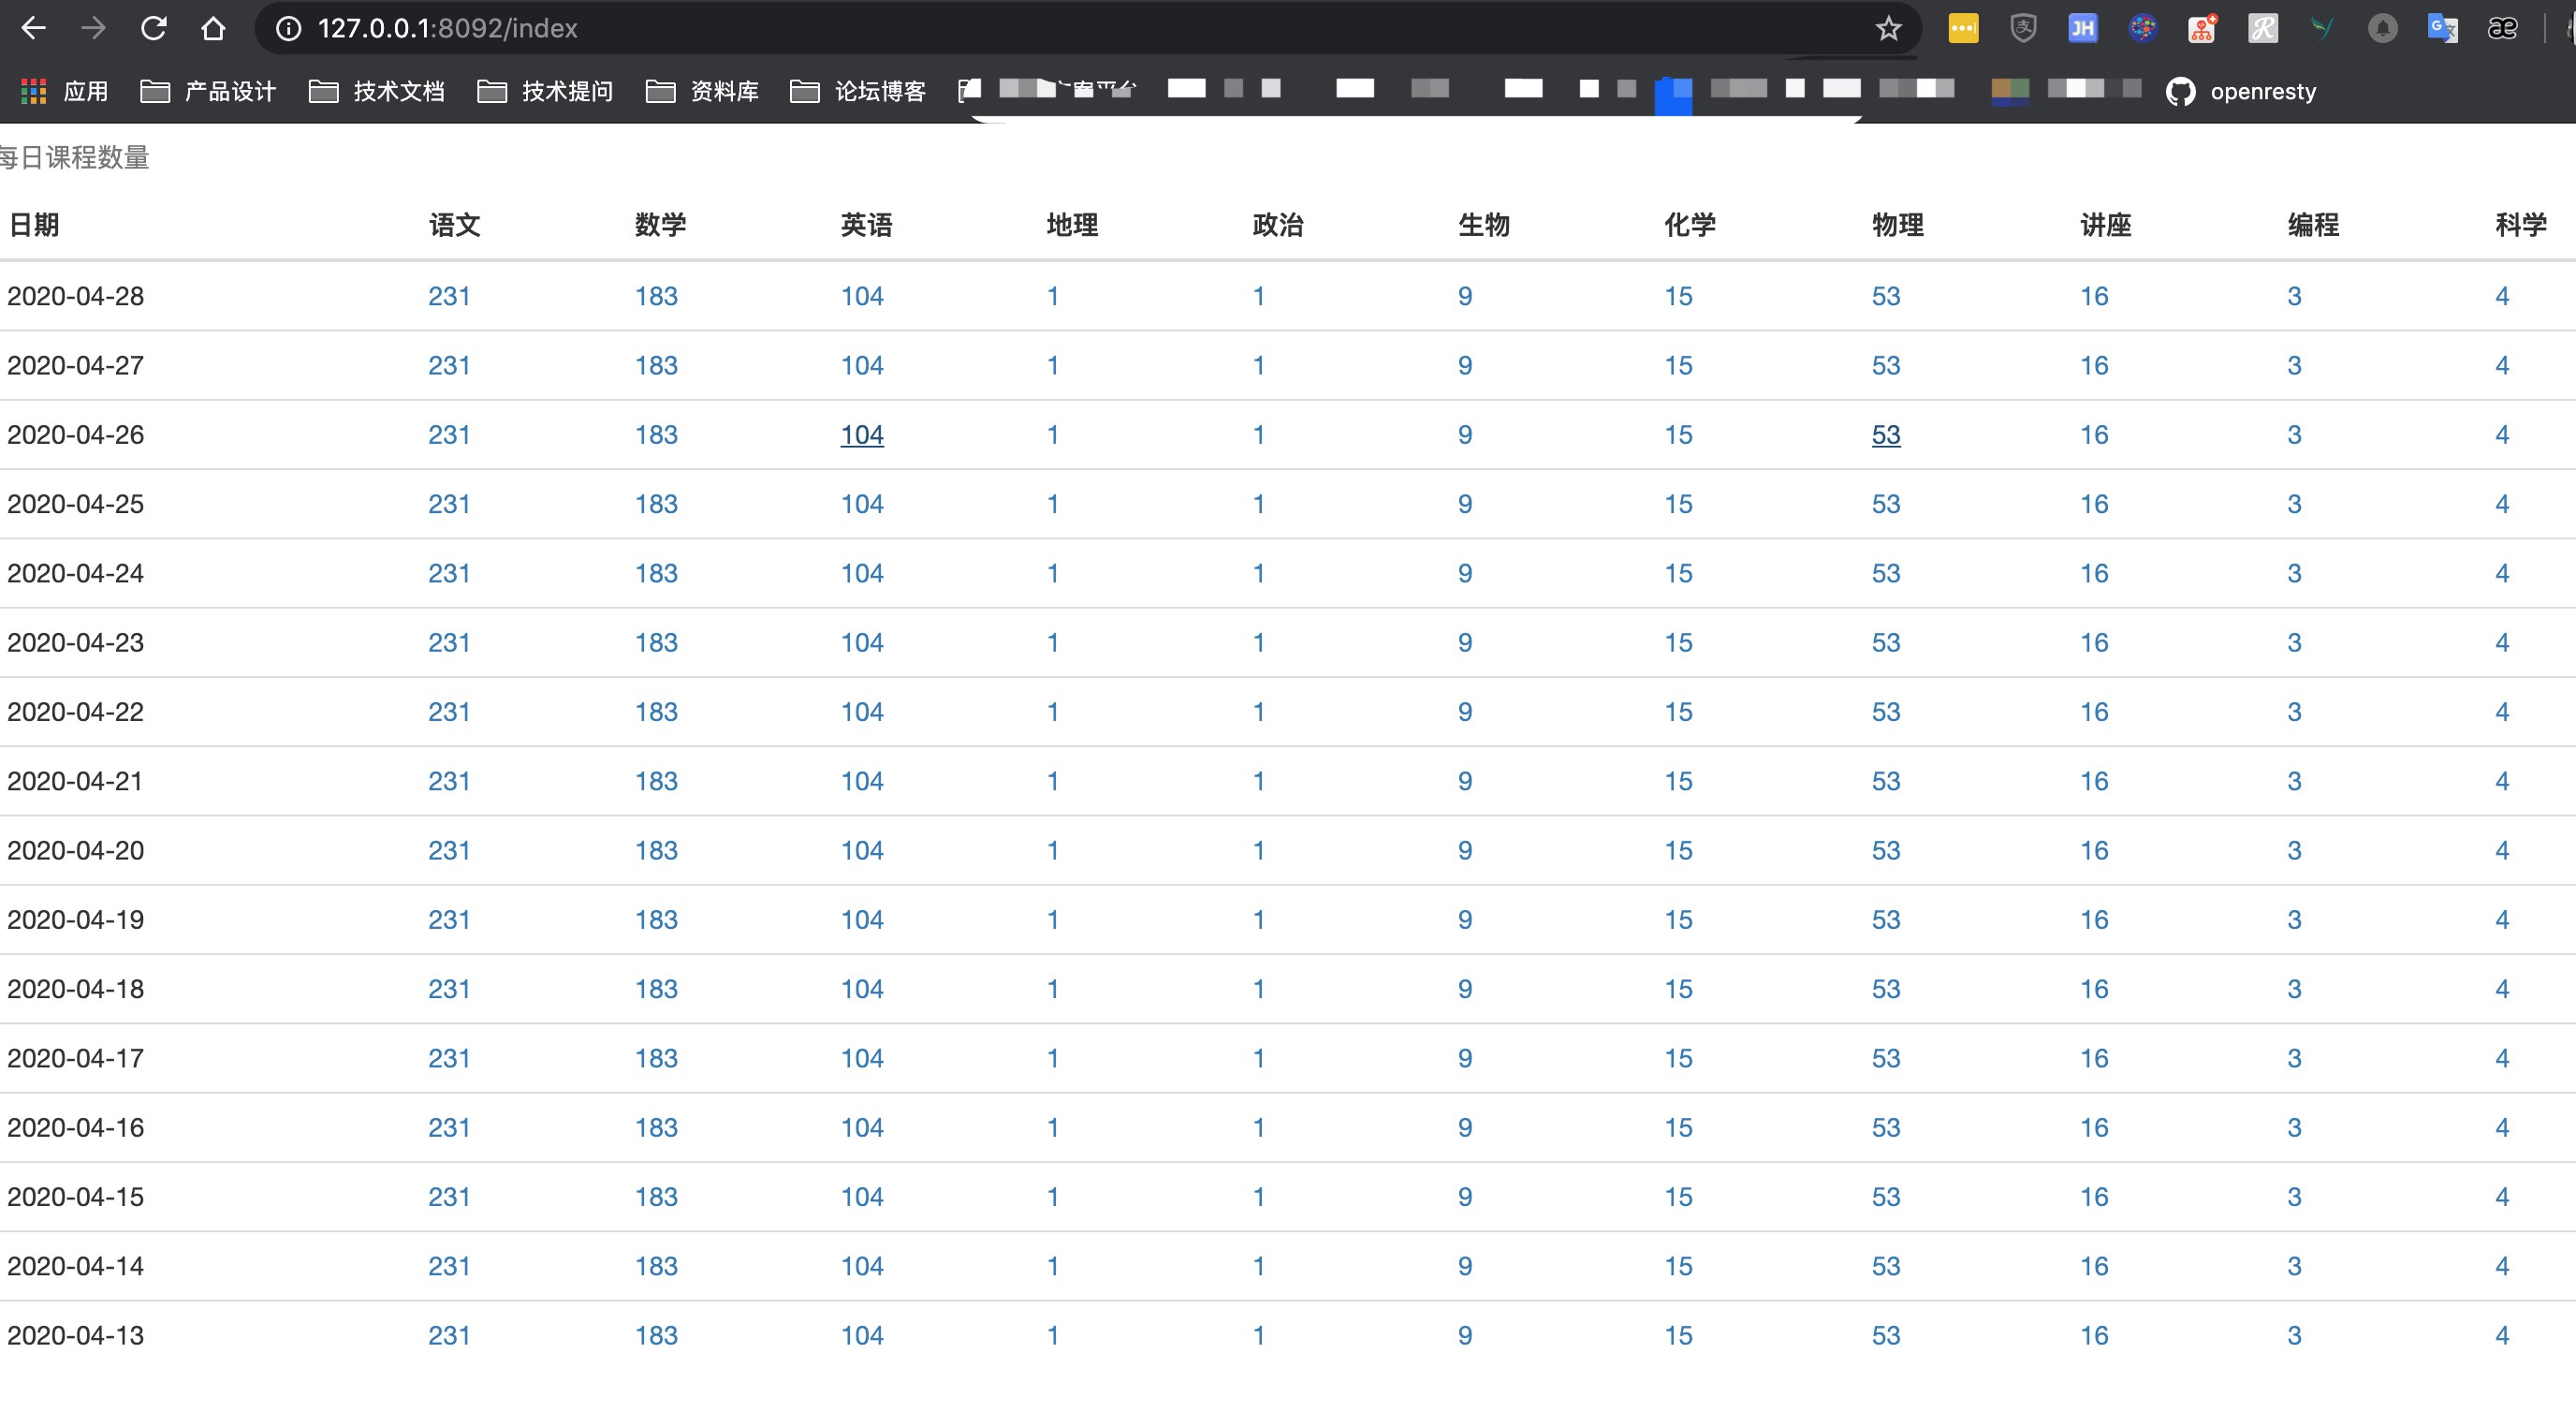 127.0.0.1:8092/index
应用 产品设计 技术文档 技术提问 资料库 论坛博客 openresty
每日课程数量
日期 语文 数学 英语 地理 政治 生物 化学 物理 讲座 编程 科学
2020-04-28 231 183 104 1 1 9 15 53 16 3 4
2020-04-27 231 183 104 1 1 9 15 53 16 3 4
2020-04-26 231 183 104 1 1 9 15 53 16 3 4
2020-04-25 231 183 104 1 1 9 15 53 16 3 4
2020-04-24 231 183 104 1 1 9 15 53 16 3 4
2020-04-23 231 183 104 1 1 9 15 53 16 3 4
2020-04-22 231 183 104 1 1 9 15 53 16 3 4
2020-04-21 231 183 104 1 1 9 15 53 16 3 4
2020-04-20 231 183 104 1 1 9 15 53 16 3 4
2020-04-19 231 183 104 1 1 9 15 53 16 3 4
2020-04-18 231 183 104 1 1 9 15 53 16 3 4
2020-04-17 231 183 104 1 1 9 15 53 16 3 4
2020-04-16 231 183 104 1 1 9 15 53 16 3 4
2020-04-15 231 183 104 1 1 9 15 53 16 3 4
2020-04-14 231 183 104 1 1 9 15 53 16 3 4
2020-04-13 231 183 104 1 1 9 15 53 16 3 4